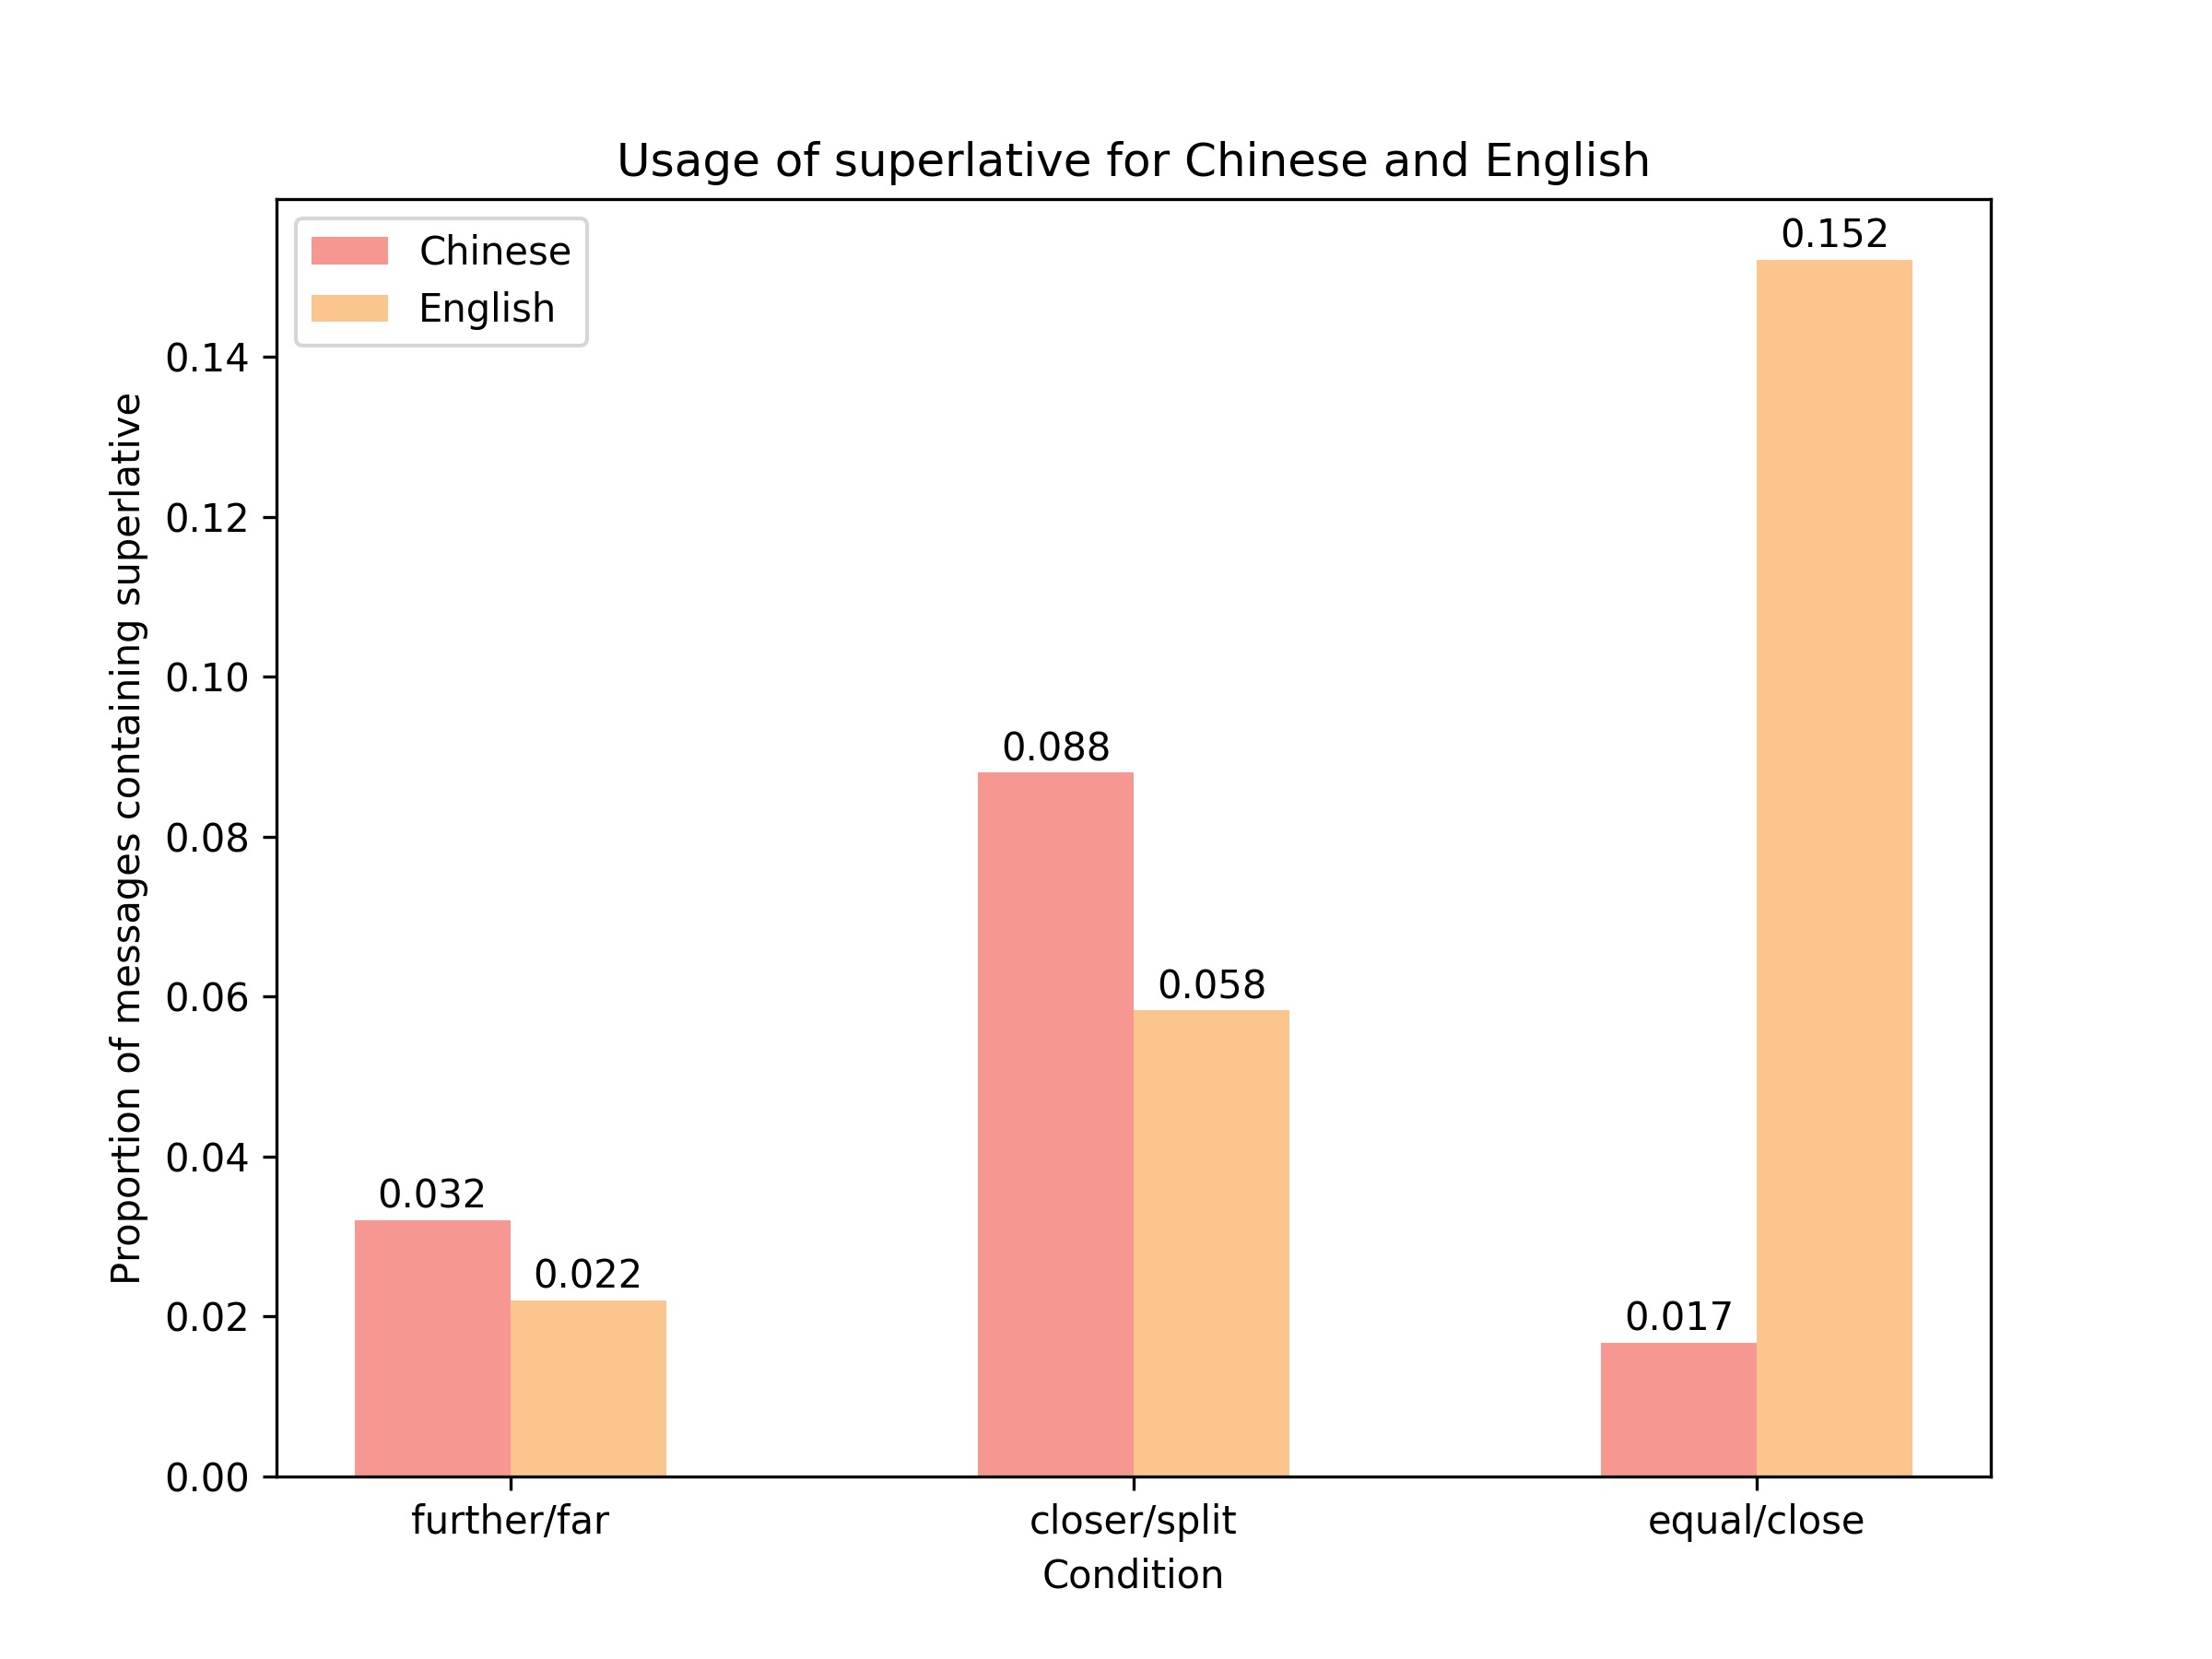 Usage of superlative for Chinese and English
Chinese
English
Proportion of messages containing superlative
0.14
0.12
0.10
0.08
0.06
0.04
0.02
0.00
0.032
0.022
0.088
0.058
0.017
0.152
further/far
closer/split
equal/close
Condition